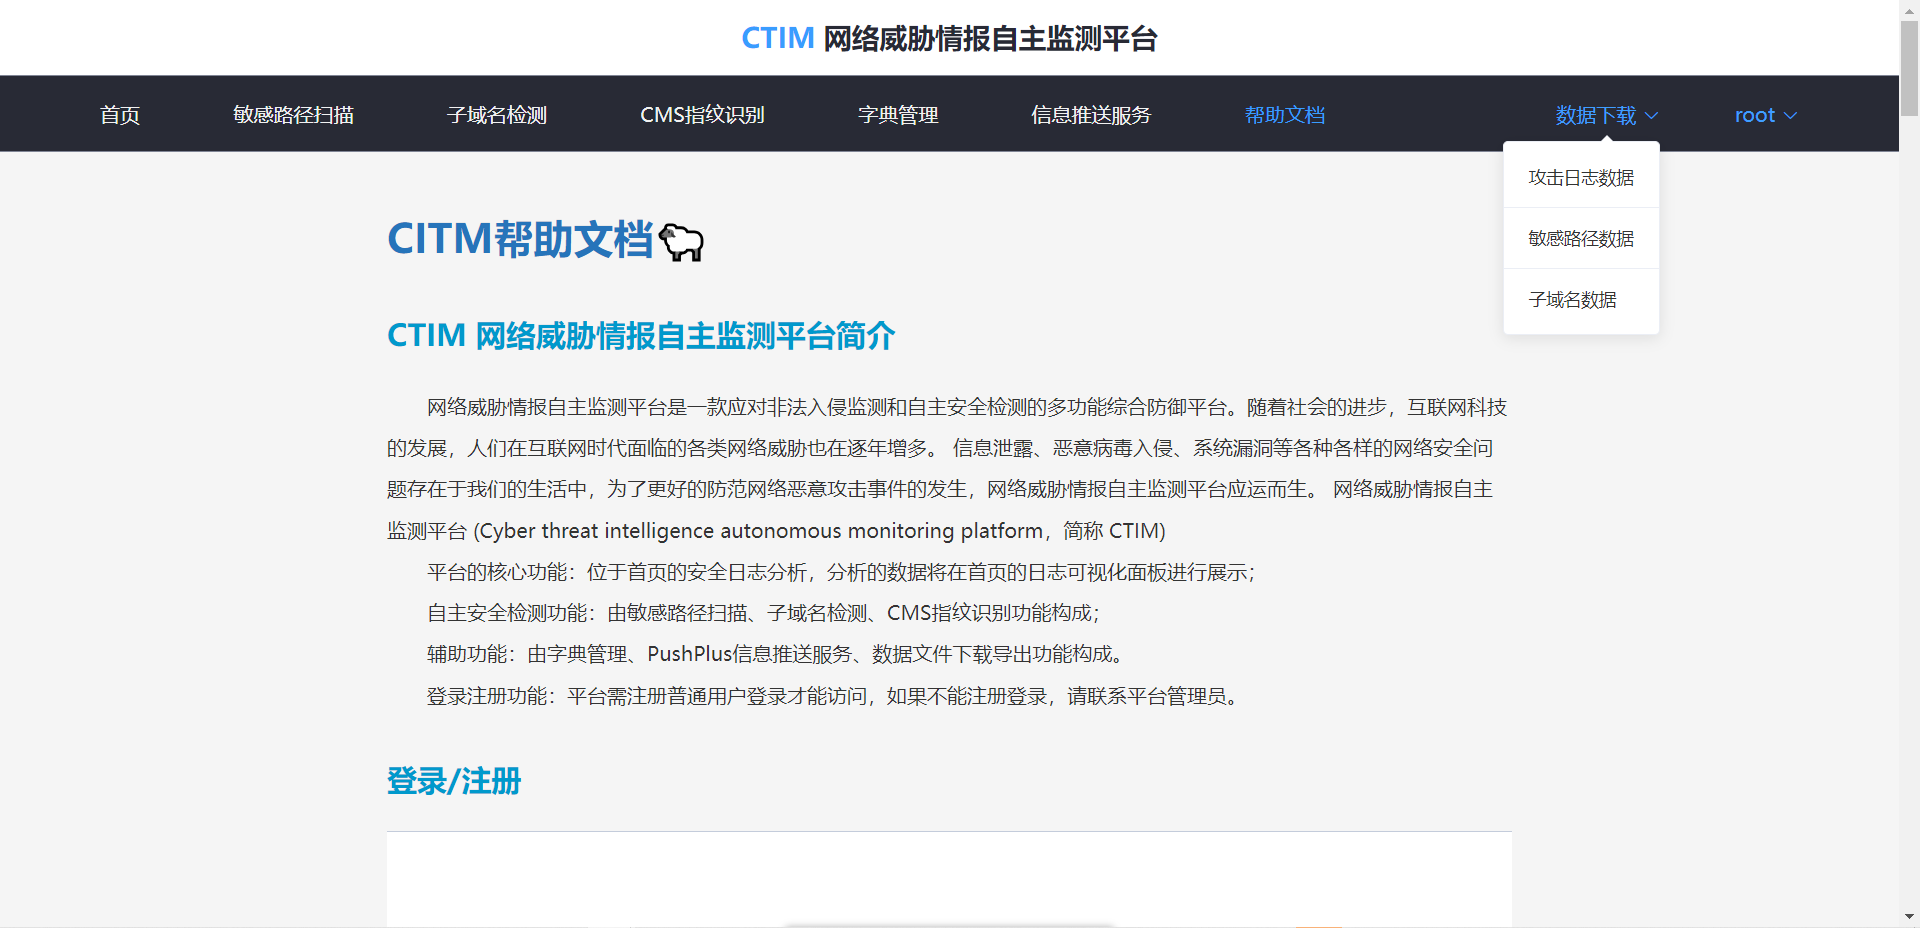 CTIM 网络威胁情报自主监测平台
首页 敏感路径扫描 子域名检测 CMS指纹识别 字典管理 信息推送服务 帮助文档 数据下载 root
攻击日志数据
敏感路径数据
子域名数据
CITM帮助文档
CTIM 网络威胁情报自主监测平台简介
网络威胁情报自主监测平台是一款应对非法入侵监测和自主安全检测的多功能综合防御平台。随着社会的进步，互联网科技
的发展，人们在互联网时代面临的各类网络威胁也在逐年增多。 信息泄露、恶意病毒入侵、系统漏洞等各种各样的网络安全问
题存在于我们的生活中，为了更好的防范网络恶意攻击事件的发生，网络威胁情报自主监测平台应运而生。 网络威胁情报自主
监测平台 (Cyber threat intelligence autonomous monitoring platform，简称 CTIM)
平台的核心功能：位于首页的安全日志分析，分析的数据将在首页的日志可视化面板进行展示；
自主安全检测功能：由敏感路径扫描、子域名检测、CMS指纹识别功能构成；
辅助功能：由字典管理、PushPlus信息推送服务、数据文件下载导出功能构成。
登录注册功能：平台需注册普通用户登录才能访问，如果不能注册登录，请联系平台管理员。
登录/注册